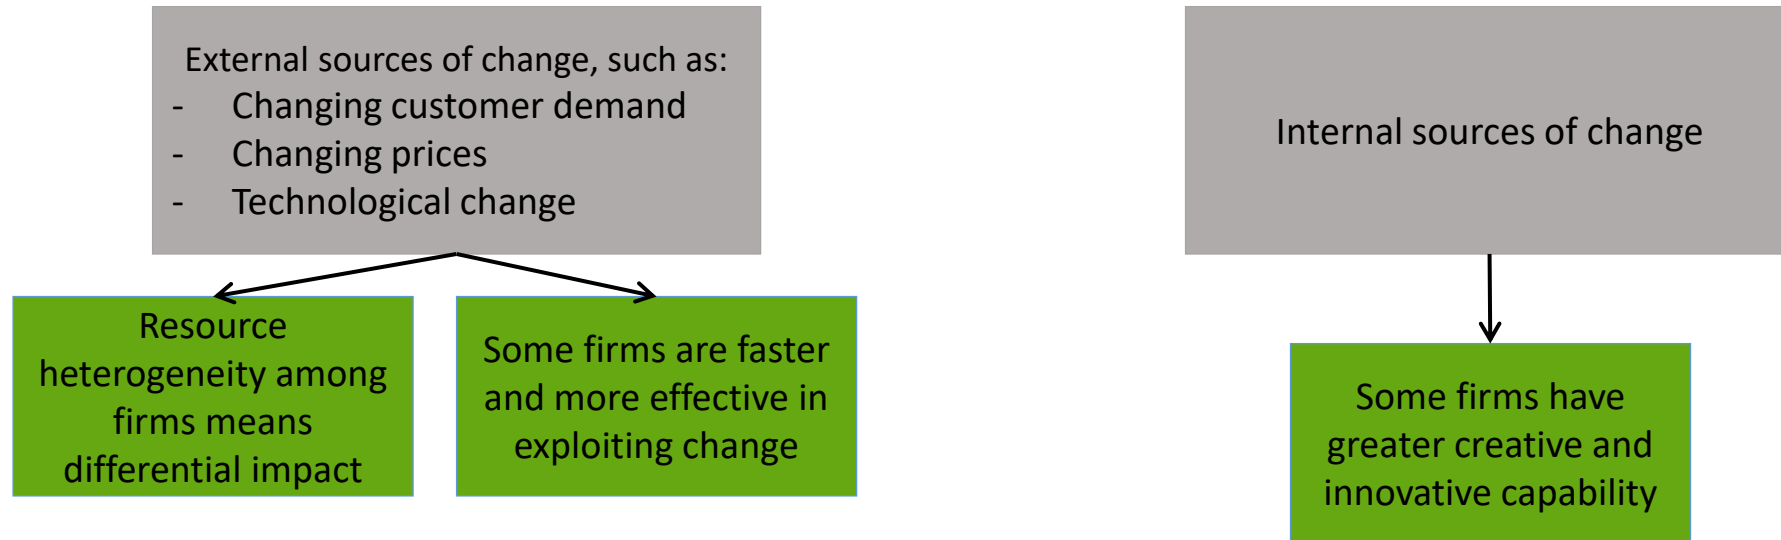 External sources of change, such as:
- Changing customer demand
- Changing prices
- Technological change
Internal sources of change
Resource
heterogeneity among
firms means
differential impact
Some firms are faster
and more effective in
exploiting change
Some firms have
greater creative and
innovative capability